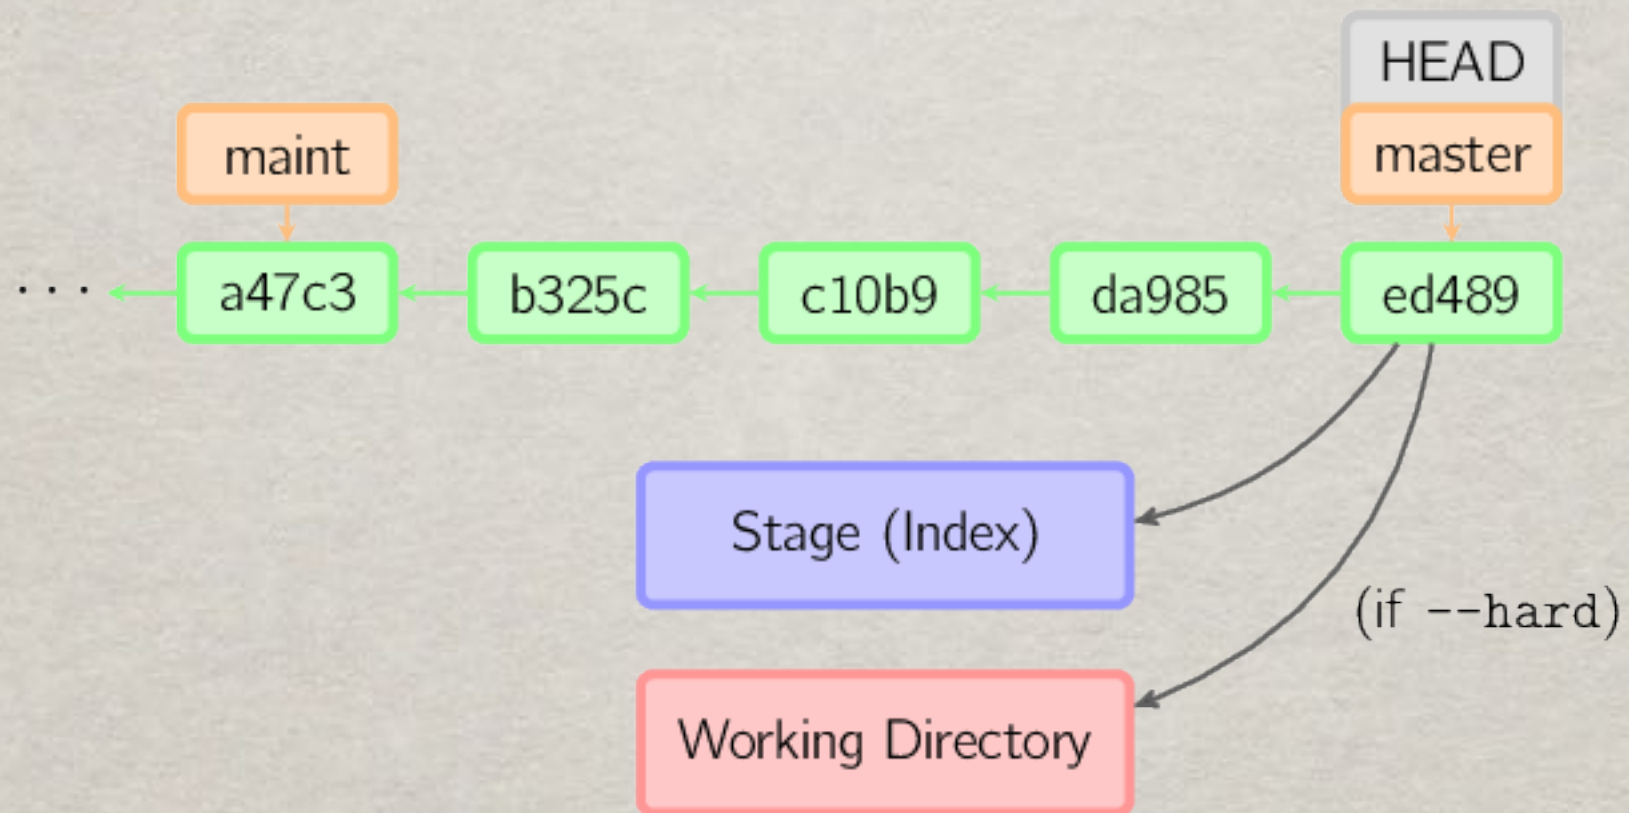 HEAD
maint
master
...
a47c3
b325c
c10b9
da985
ed489
Stage (Index)
(if --hard)
Working Directory